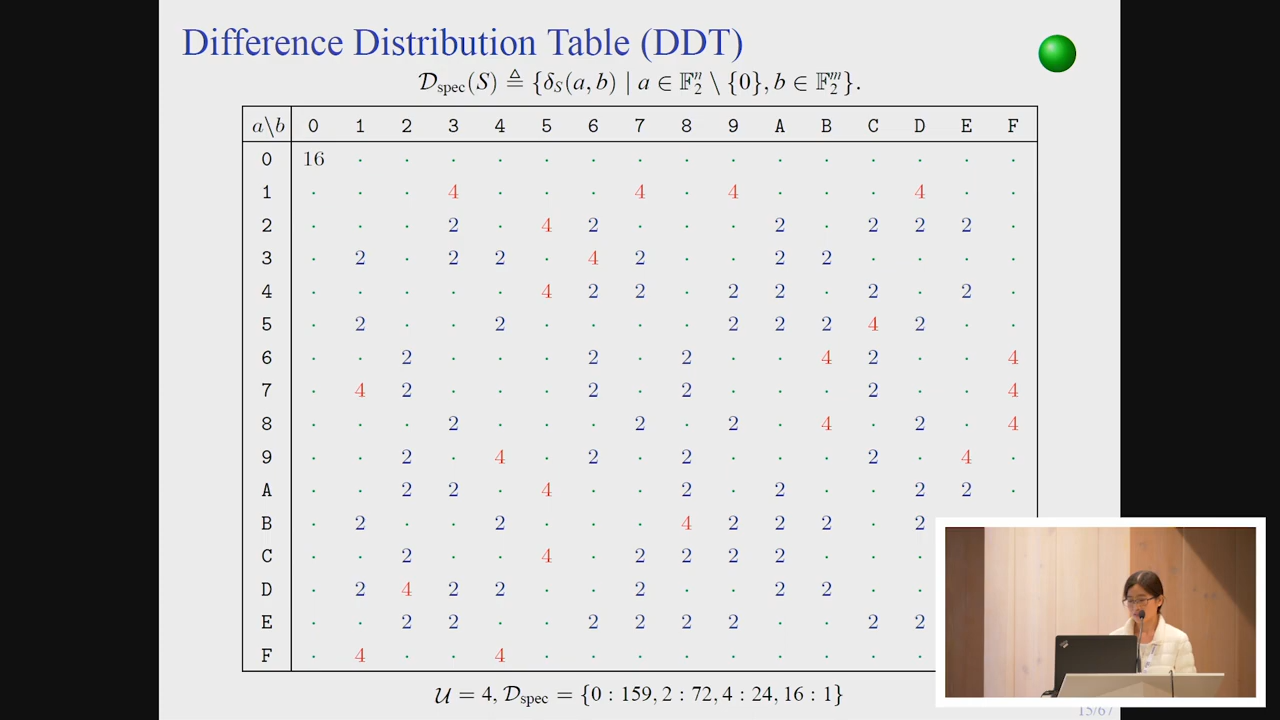 Difference Distribution Table (DDT)
𝒟spec(S) ≜ {δS(a, b) | a ∈ 𝔽₂ⁿ \ {0}, b ∈ 𝔽₂ᵐ}.
a\b 0 1 2 3 4 5 6 7 8 9 A B C D E F
0 16 · · · · · · · · · · · · · · ·
1 · · · 4 · · · 4 · 4 · · · 4 · ·
2 · · · 2 · 4 2 · · · 2 · 2 2 2 ·
3 · 2 · 2 2 · 4 2 · · 2 2 · · · ·
4 · · · · · 4 2 2 · 2 2 · 2 · 2 ·
5 · 2 · · 2 · · · · 2 2 2 4 2 · ·
6 · · 2 · · · 2 · 2 · · 4 2 · · 4
7 · 4 2 · · · 2 · 2 · · · 2 · · 4
8 · · · 2 · · · 2 · 2 · 4 · 2 · 4
9 · · 2 · 4 · 2 · 2 · · · 2 · 4 ·
A · · 2 2 · 4 · · 2 · 2 · · 2 2 ·
B · 2 · · 2 · · · 4 2 2 2 · 2
C · · 2 · · 4 · 2 2 2 2 · · ·
D · 2 4 2 2 · · 2 · · 2 2 · ·
E · · 2 2 · · 2 2 2 2 · · 2 2
F · 4 · · 4 · · · · · · · · ·
𝒰 = 4, 𝒟spec = {0 : 159, 2 : 72, 4 : 24, 16 : 1}
15/67